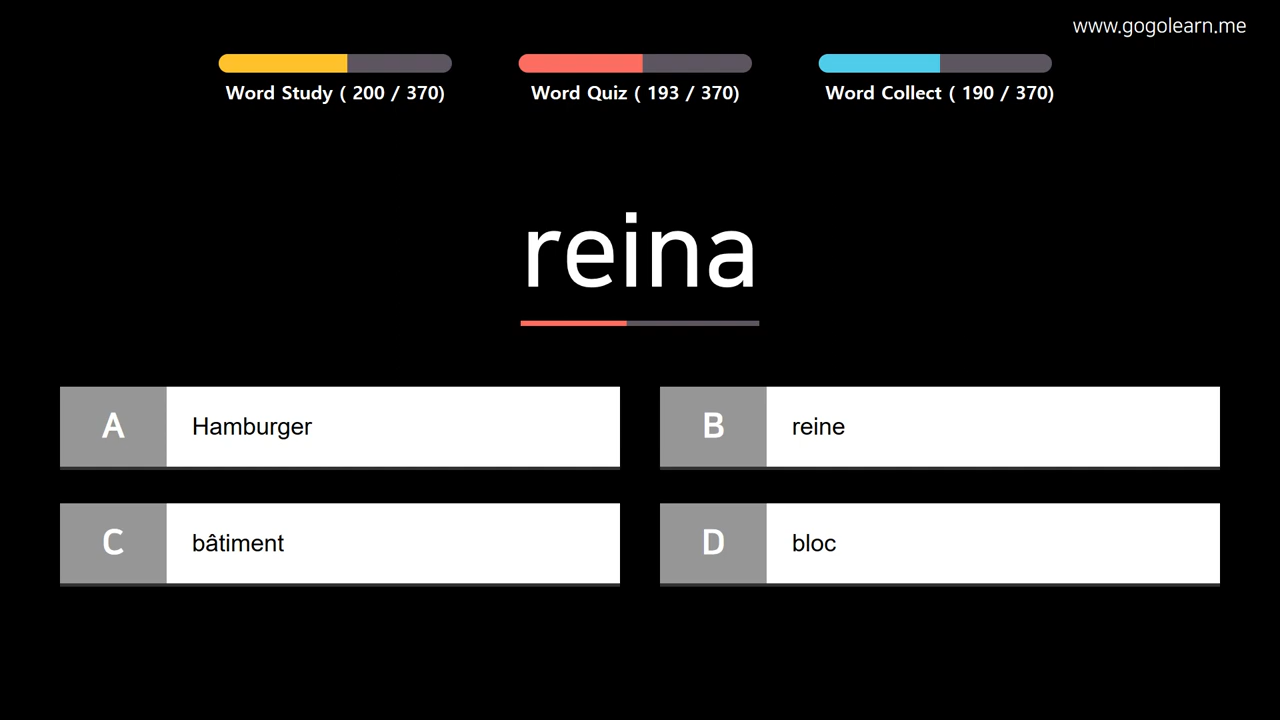 www.gogolearn.me
Word Study ( 200 / 370)
Word Quiz ( 193 / 370)
Word Collect ( 190 / 370)
reina
A Hamburger
B reine
C bâtiment
D bloc